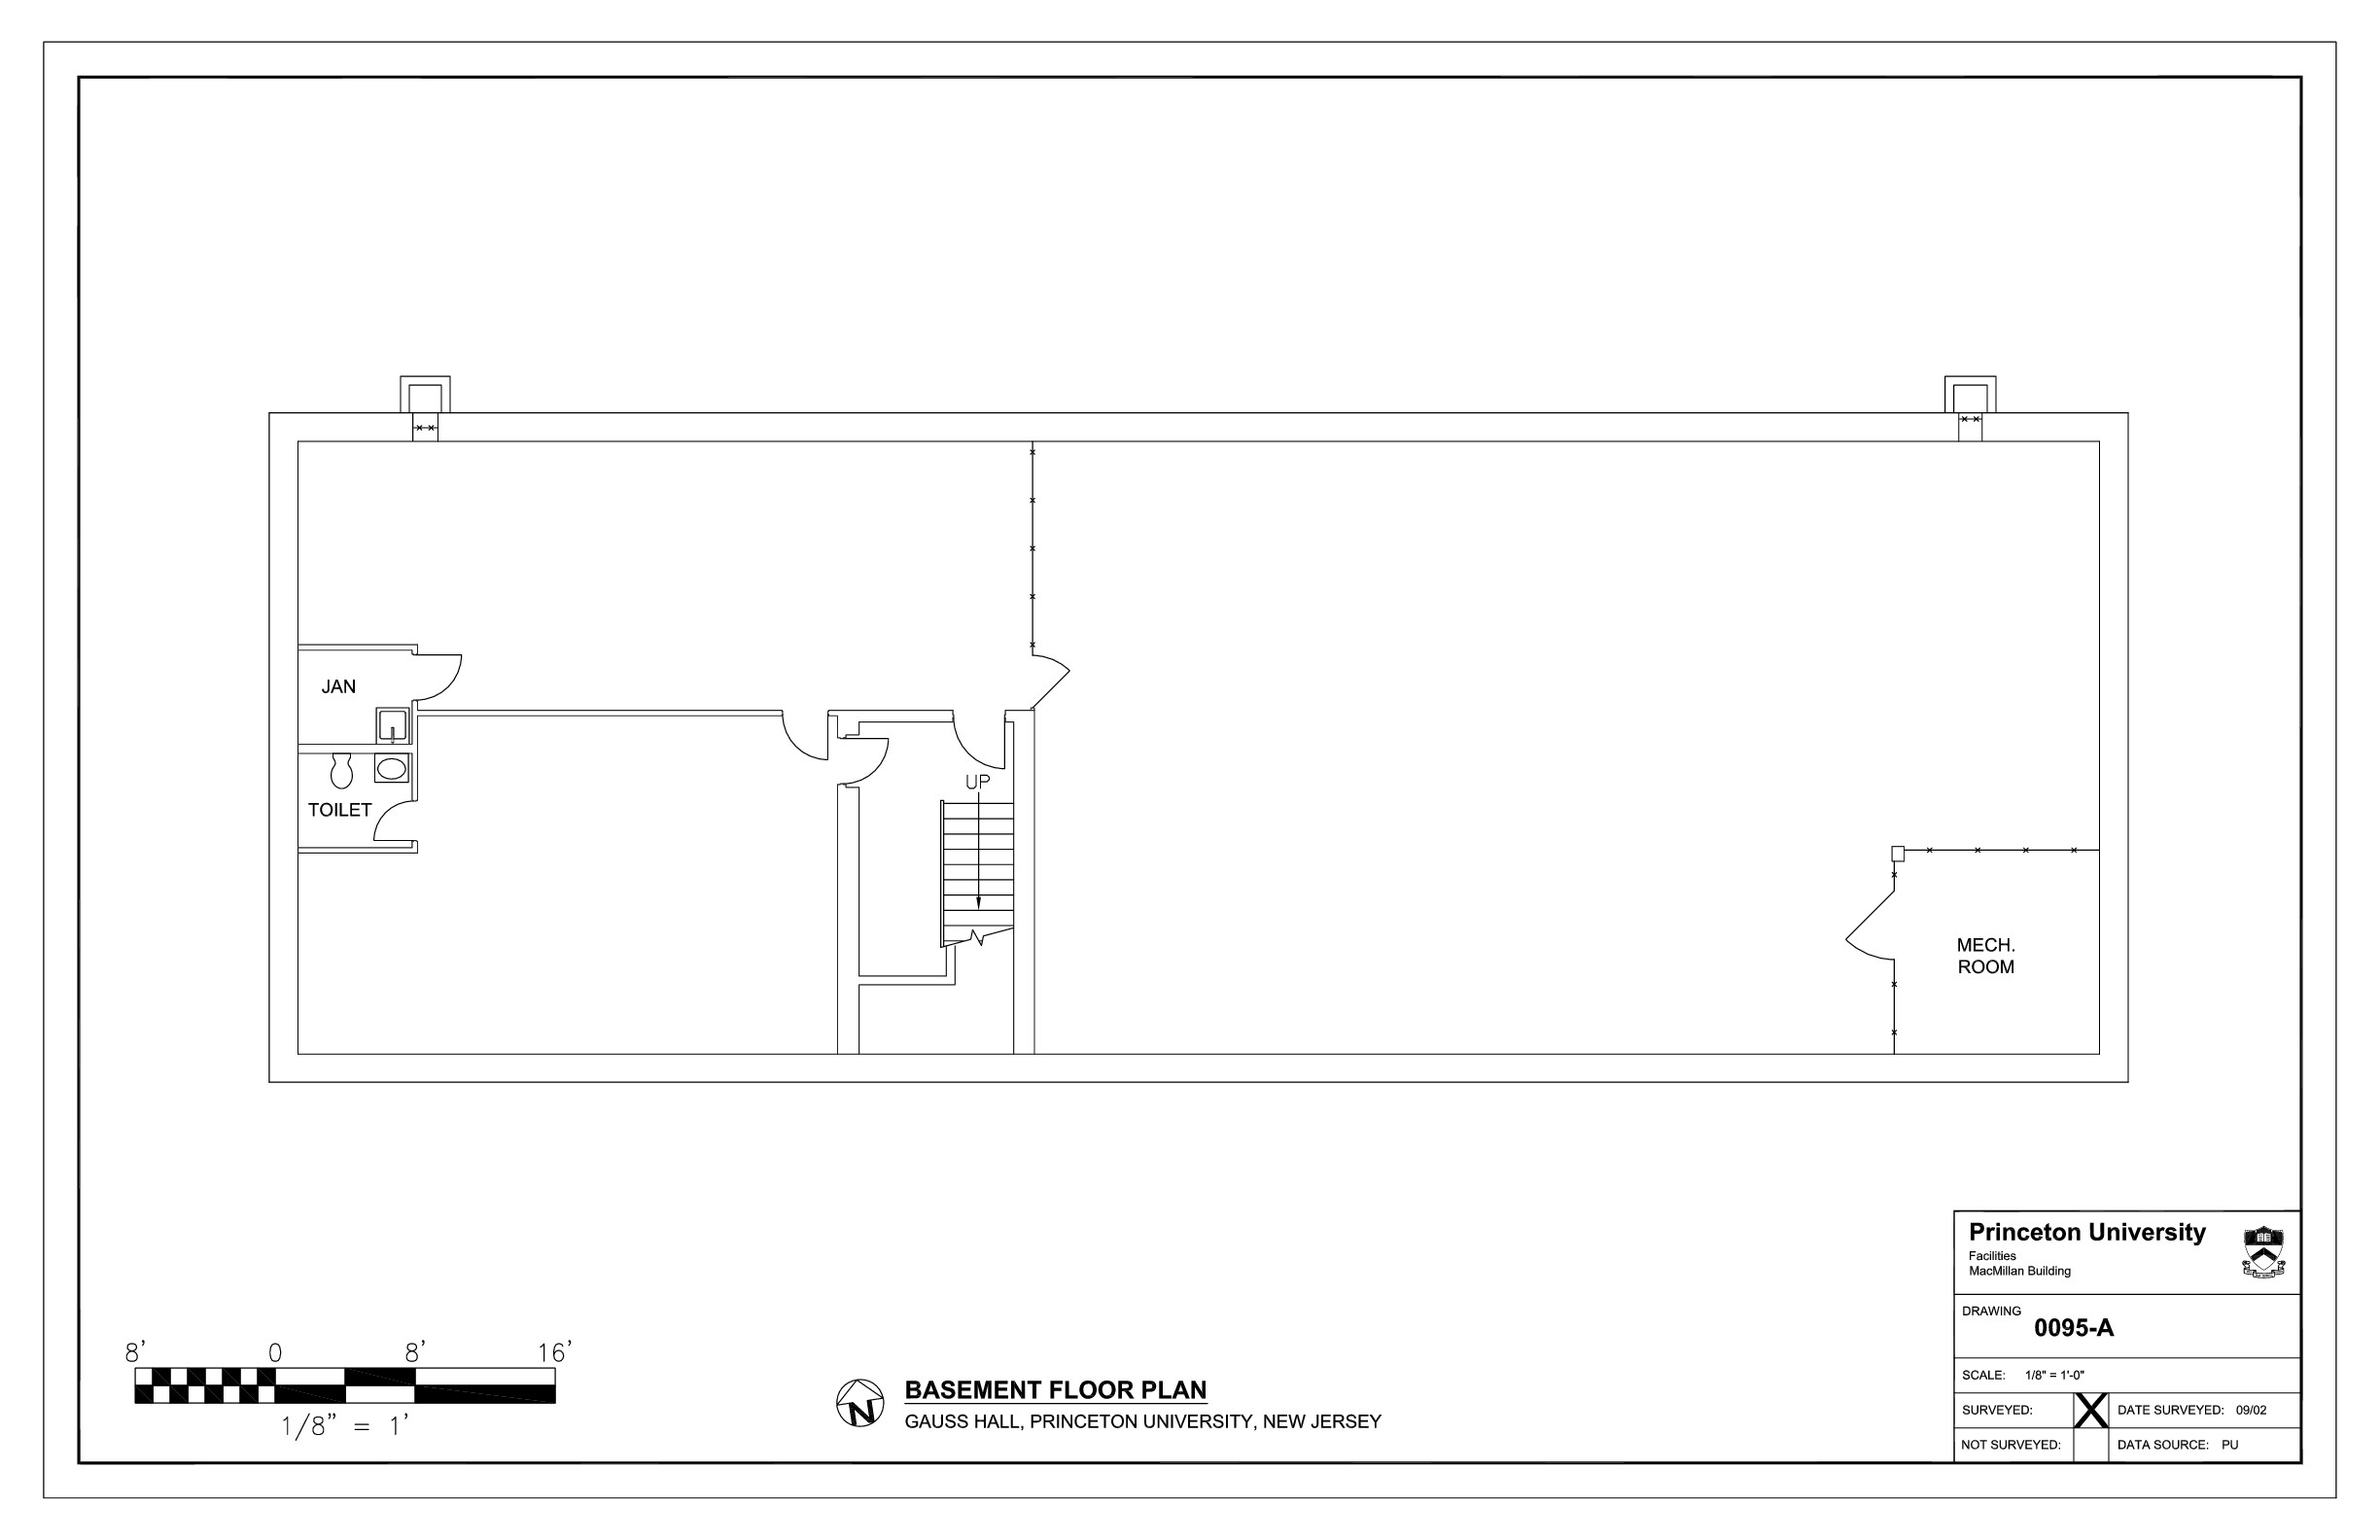 JAN
TOILET
UP
MECH.
ROOM
8' 0 8' 16'
1/8" = 1'
N
BASEMENT FLOOR PLAN
GAUSS HALL, PRINCETON UNIVERSITY, NEW JERSEY
Princeton University
Facilities
MacMillan Building
DRAWING
0095-A
SCALE: 1/8" = 1'-0"
SURVEYED: X DATE SURVEYED: 09/02
NOT SURVEYED: DATA SOURCE: PU